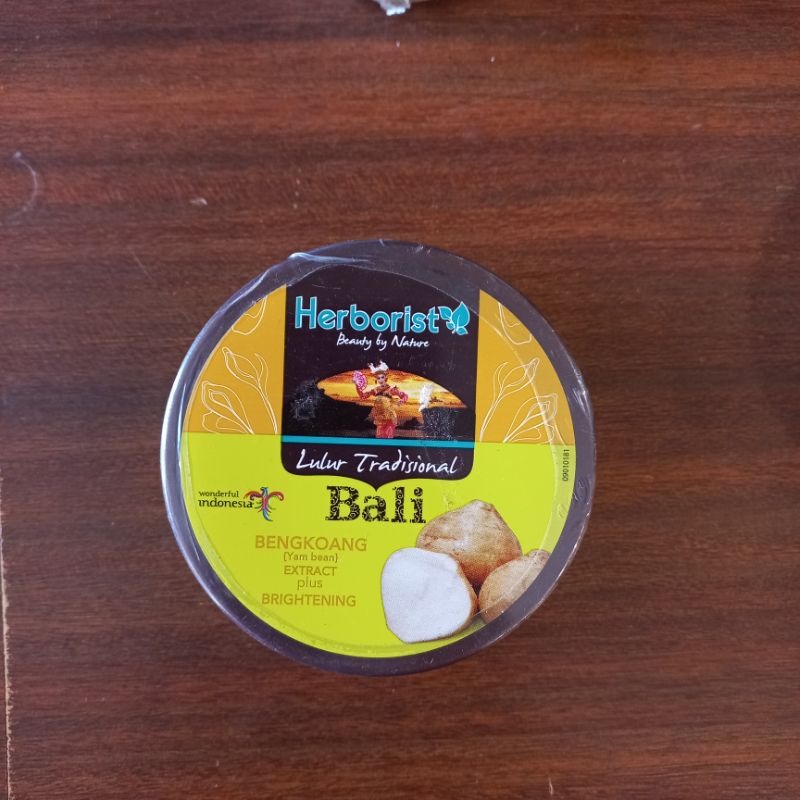 Herborist
Beauty by Nature
Lulur Tradisional
Bali
wonderful
indonesia
BENGKOANG
{Yam bean}
EXTRACT
plus
BRIGHTENING
09010181